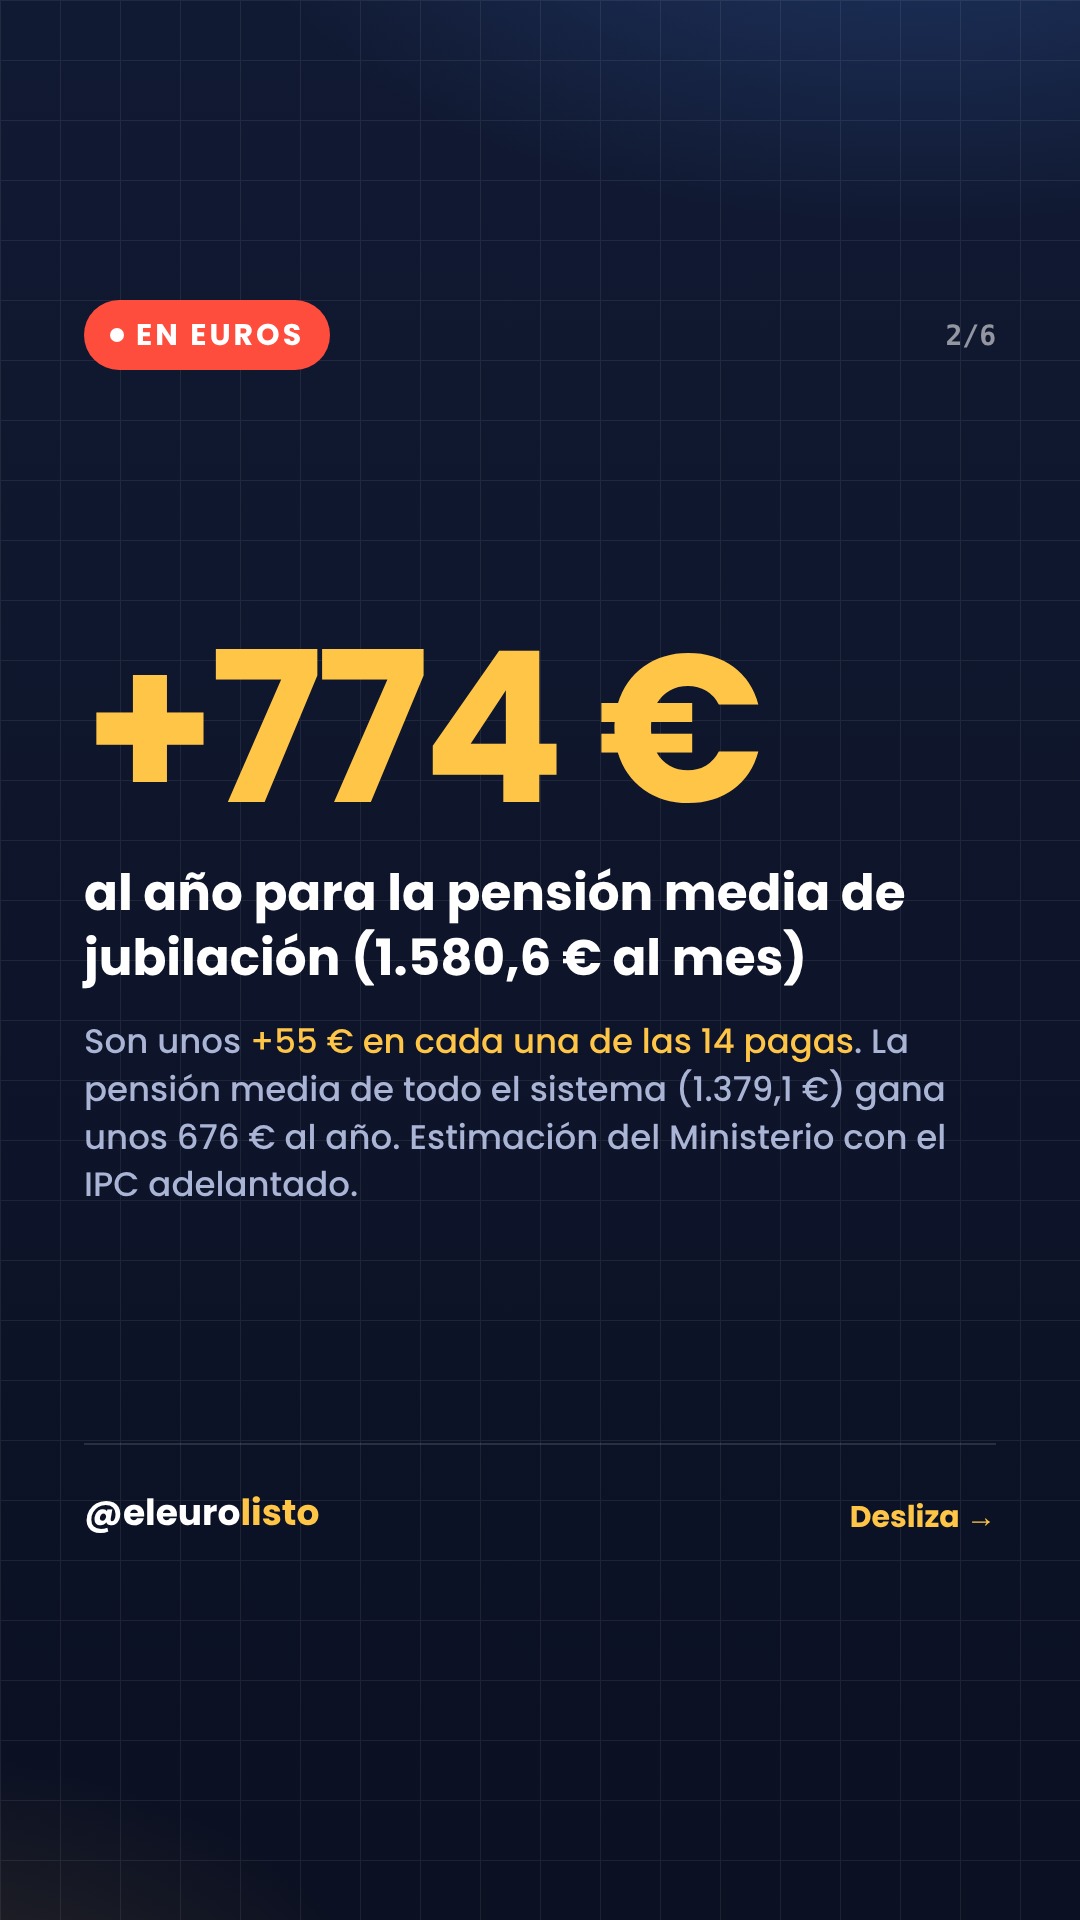 EN EUROS
2/6
+774 €
al año para la pensión media de
jubilación (1.580,6 € al mes)
Son unos +55 € en cada una de las 14 pagas. La
pensión media de todo el sistema (1.379,1 €) gana
unos 676 € al año. Estimación del Ministerio con el
IPC adelantado.
@eleurolisto
Desliza →